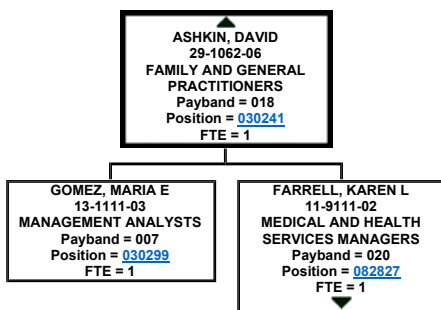 ASHKIN, DAVID
29-1062-06
FAMILY AND GENERAL
PRACTITIONERS
Payband = 018
Position = 030241
FTE = 1
GOMEZ, MARIA E
13-1111-03
MANAGEMENT ANALYSTS
Payband = 007
Position = 030299
FTE = 1
FARRELL, KAREN L
11-9111-02
MEDICAL AND HEALTH
SERVICES MANAGERS
Payband = 020
Position = 082827
FTE = 1